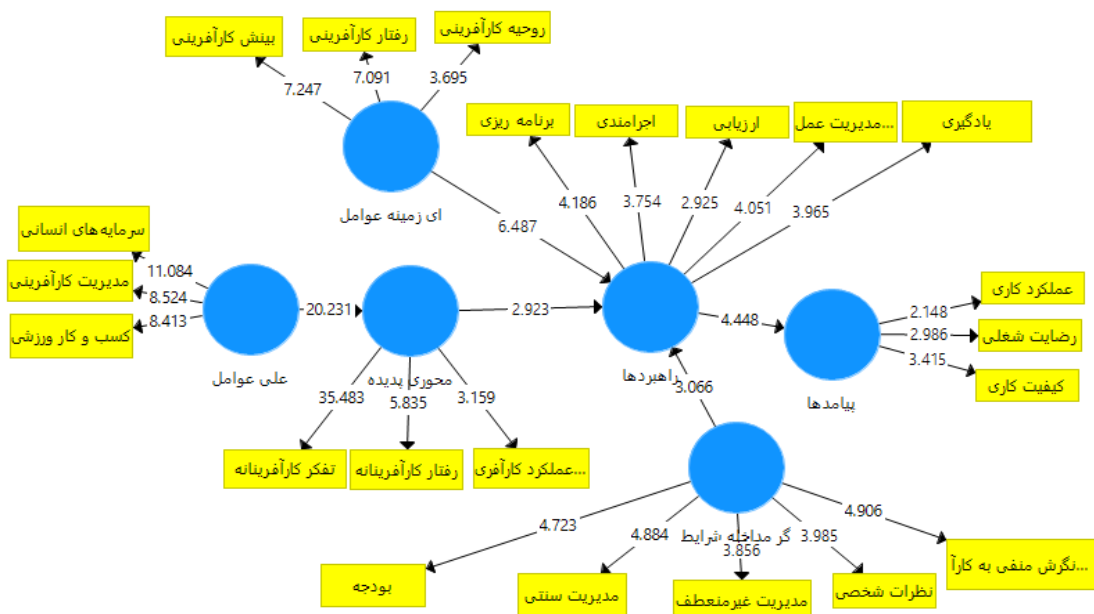 بینش کارآفرینی
رفتار کارآفرینی
روحیه کارآفرینی
7.247
7.091
3.695
ای زمینه عوامل
برنامه ریزی
اجرامندی
ارزیابی
مدیریت عمل...
یادگیری
4.186
3.754
2.925
4.051
3.965
6.487
سرمایه‌های انسانی
مدیریت کارآفرینی
کسب و کار ورزشی
11.084
8.524
8.413
علی عوامل
20.231
محوری پدیده
2.923
راهبردها
4.448
پیامدها
عملکرد کاری
رضایت شغلی
کیفیت کاری
2.148
2.986
3.415
35.483
5.835
3.159
تفکر کارآفرینانه
رفتار کارآفرینانه
عملکرد کارآفری...
3.066
گر مداخله شرایط
4.723
4.884
3.856
3.985
4.906
بودجه
مدیریت سنتی
مدیریت غیرمنعطف
نظرات شخصی
نگرش منفی به کارآ...